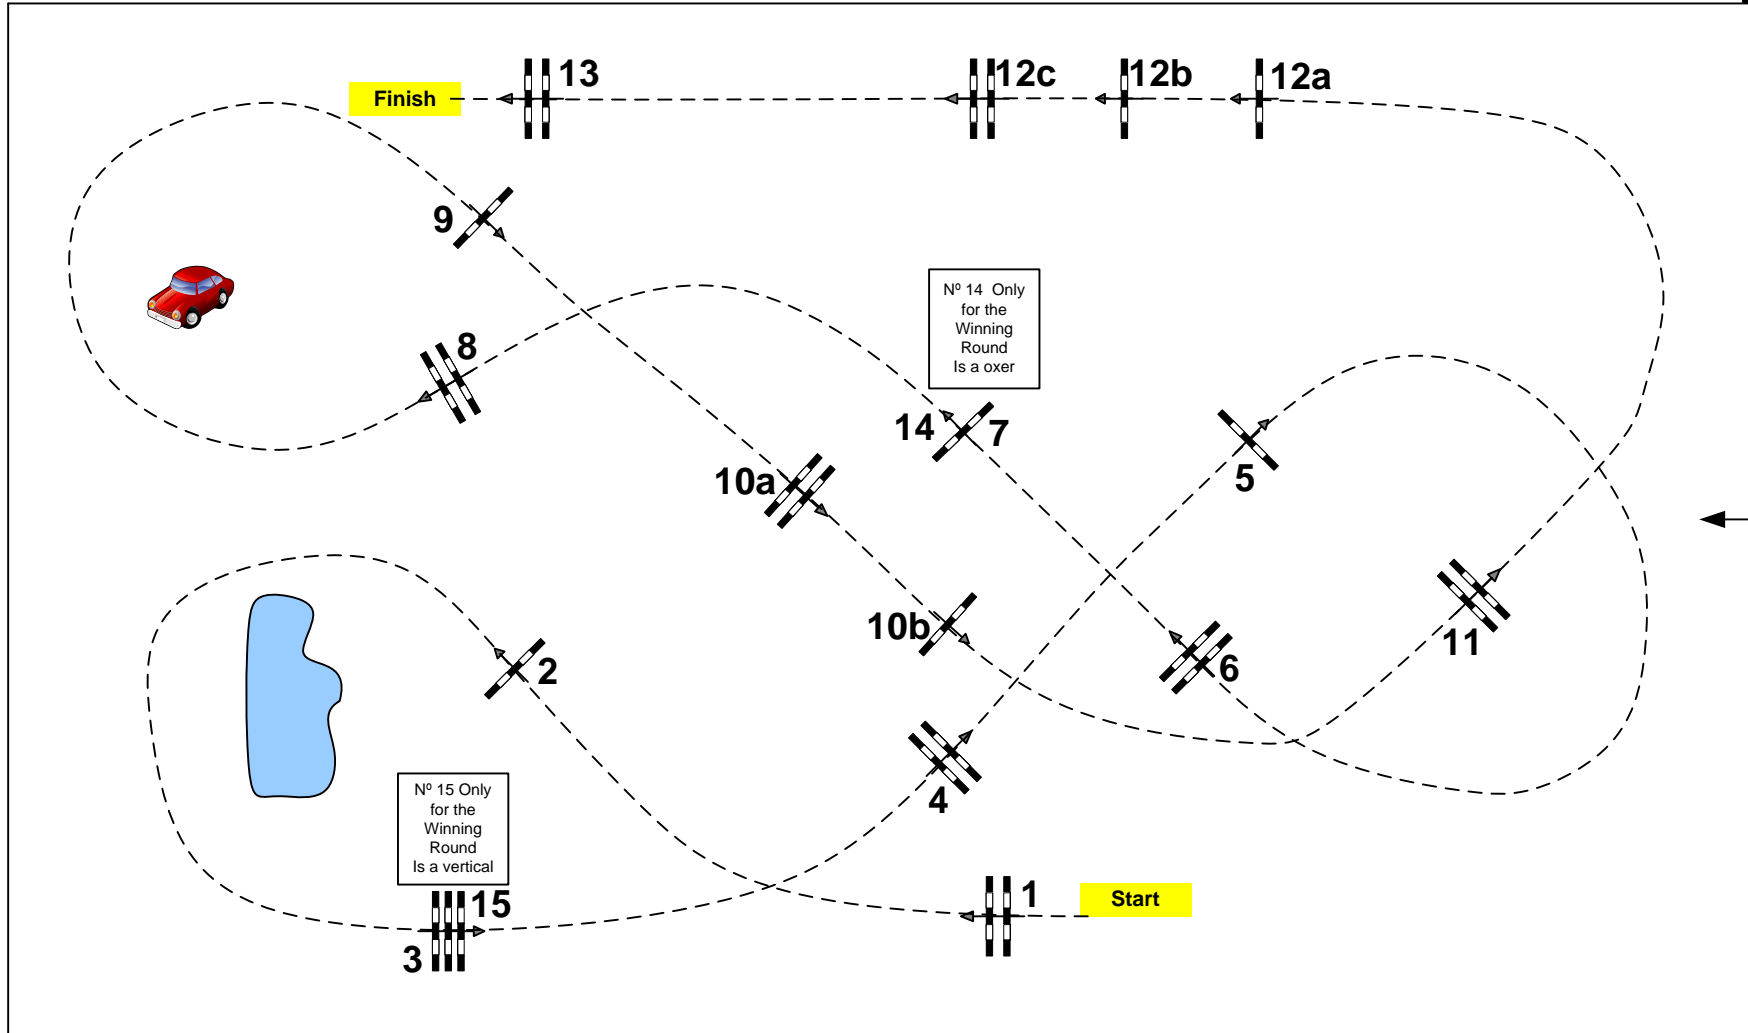 Finish
13
12c
12b
12a
9
8
Nº 14 Only
for the
Winning
Round
Is a oxer
14
7
10a
5
10b
11
6
2
4
Nº 15 Only
for the
Winning
Round
Is a vertical
15
3
1
Start